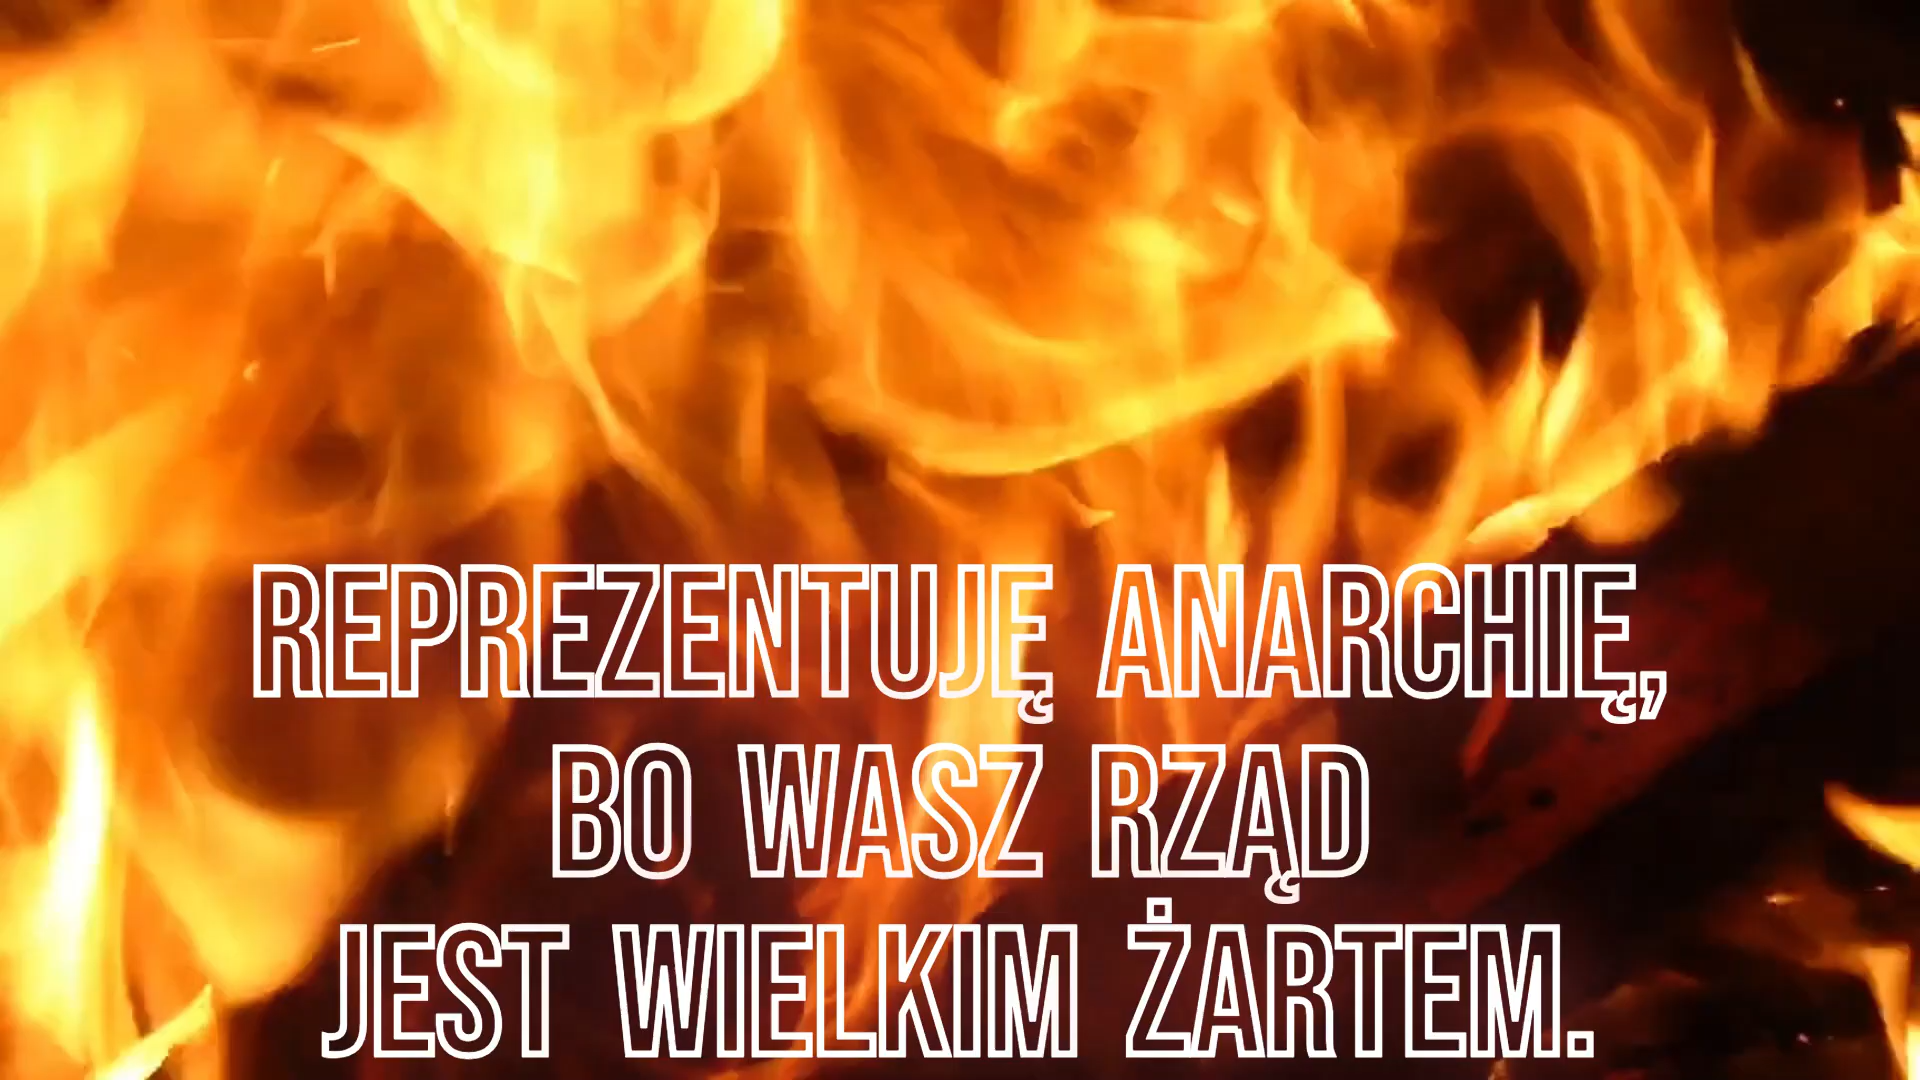 REPREZENTUJĘ ANARCHIĘ,
BO WASZ RZĄD
JEST WIELKIM ŻARTEM.